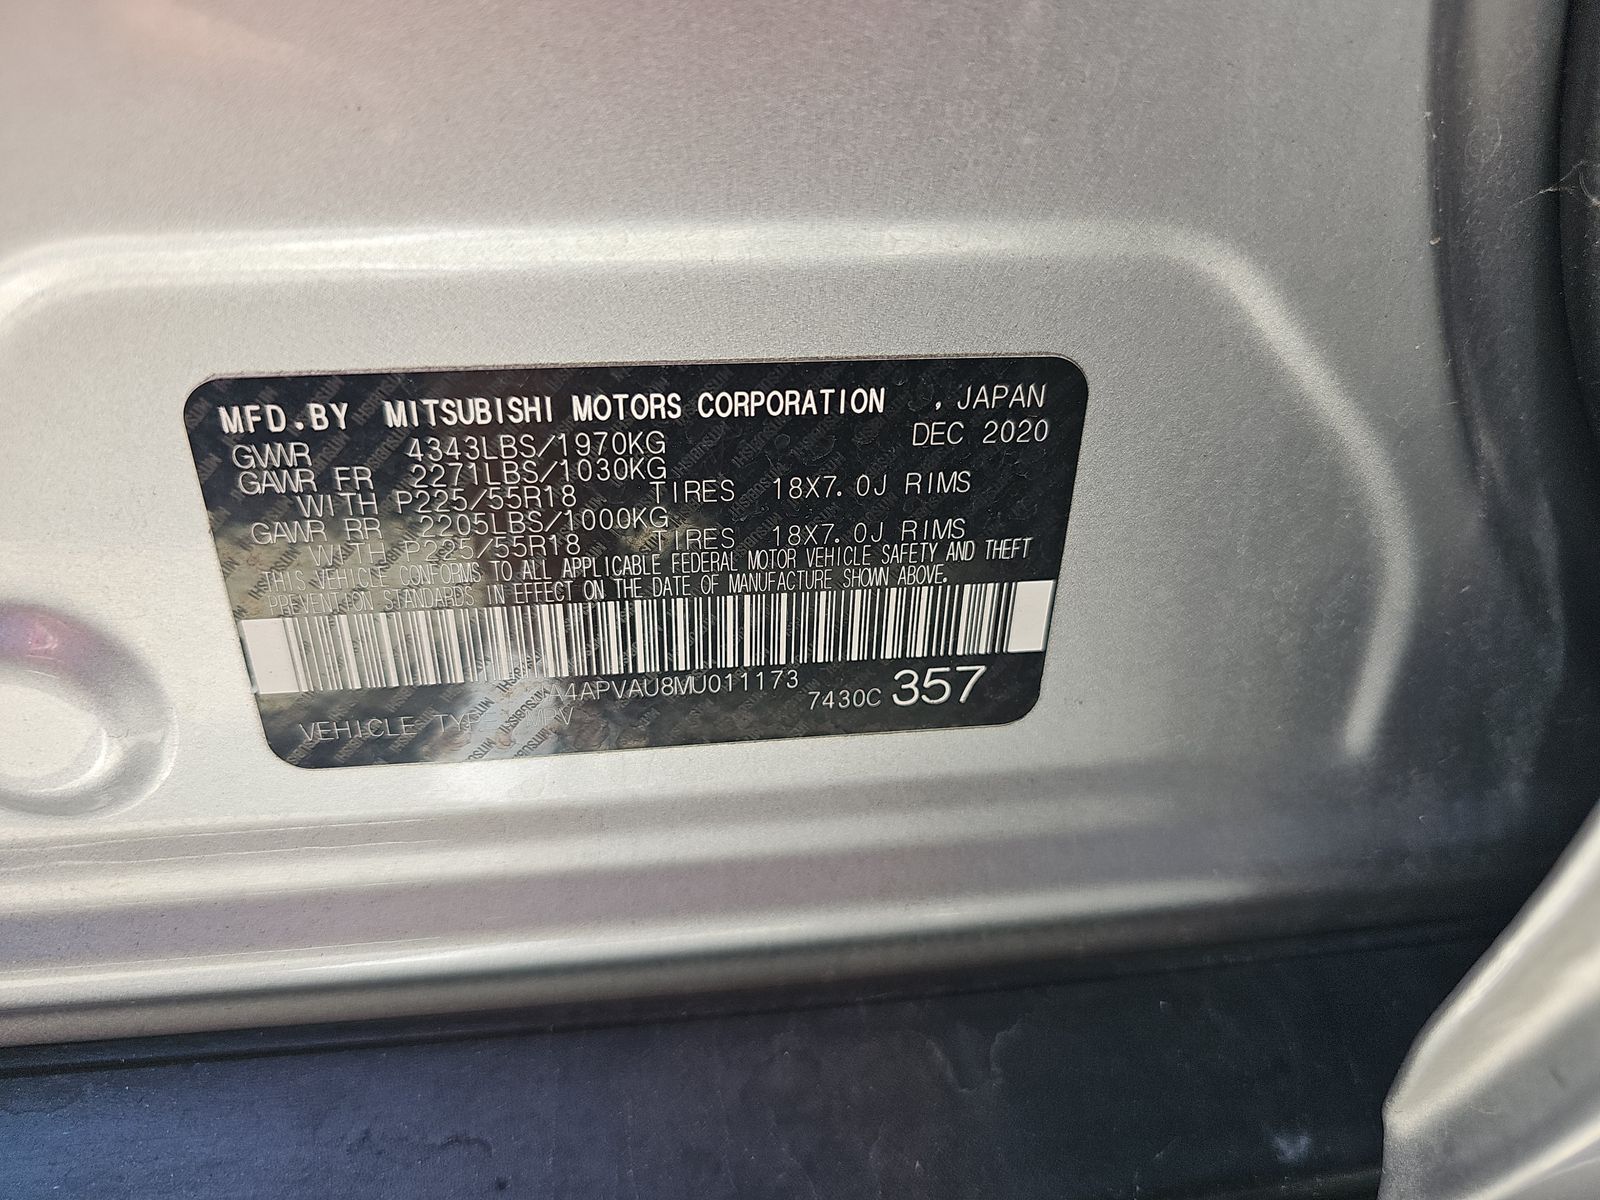 MFD.BY MITSUBISHI MOTORS CORPORATION , JAPAN
DEC 2020
GVWR 4343LBS/1970KG
GAWR FR 2271LBS/1030KG
WITH P225/55R18 TIRES 18X7.0J RIMS
GAWR RR 2205LBS/1000KG
WITH P225/55R18 TIRES 18X7.0J RIMS
THIS VEHICLE CONFORMS TO ALL APPLICABLE FEDERAL MOTOR VEHICLE SAFETY AND THEFT
PREVENTION STANDARDS IN EFFECT ON THE DATE OF MANUFACTURE SHOWN ABOVE.
A4APVAU8MU011173 7430C 357
VEHICLE TYPE MPV